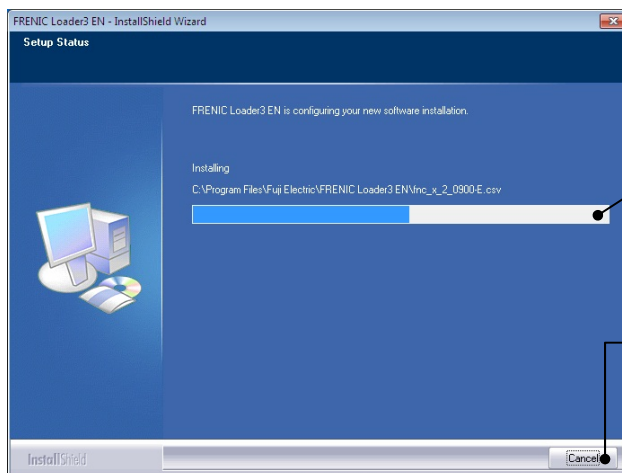 FRENIC Loader3 EN - InstallShield Wizard
Setup Status
FRENIC Loader3 EN is configuring your new software installation.
Installing
C:\Program Files\Fuji Electric\FRENIC Loader3 EN\fnc_x_2_0900-E.csv
InstallShield
Cancel